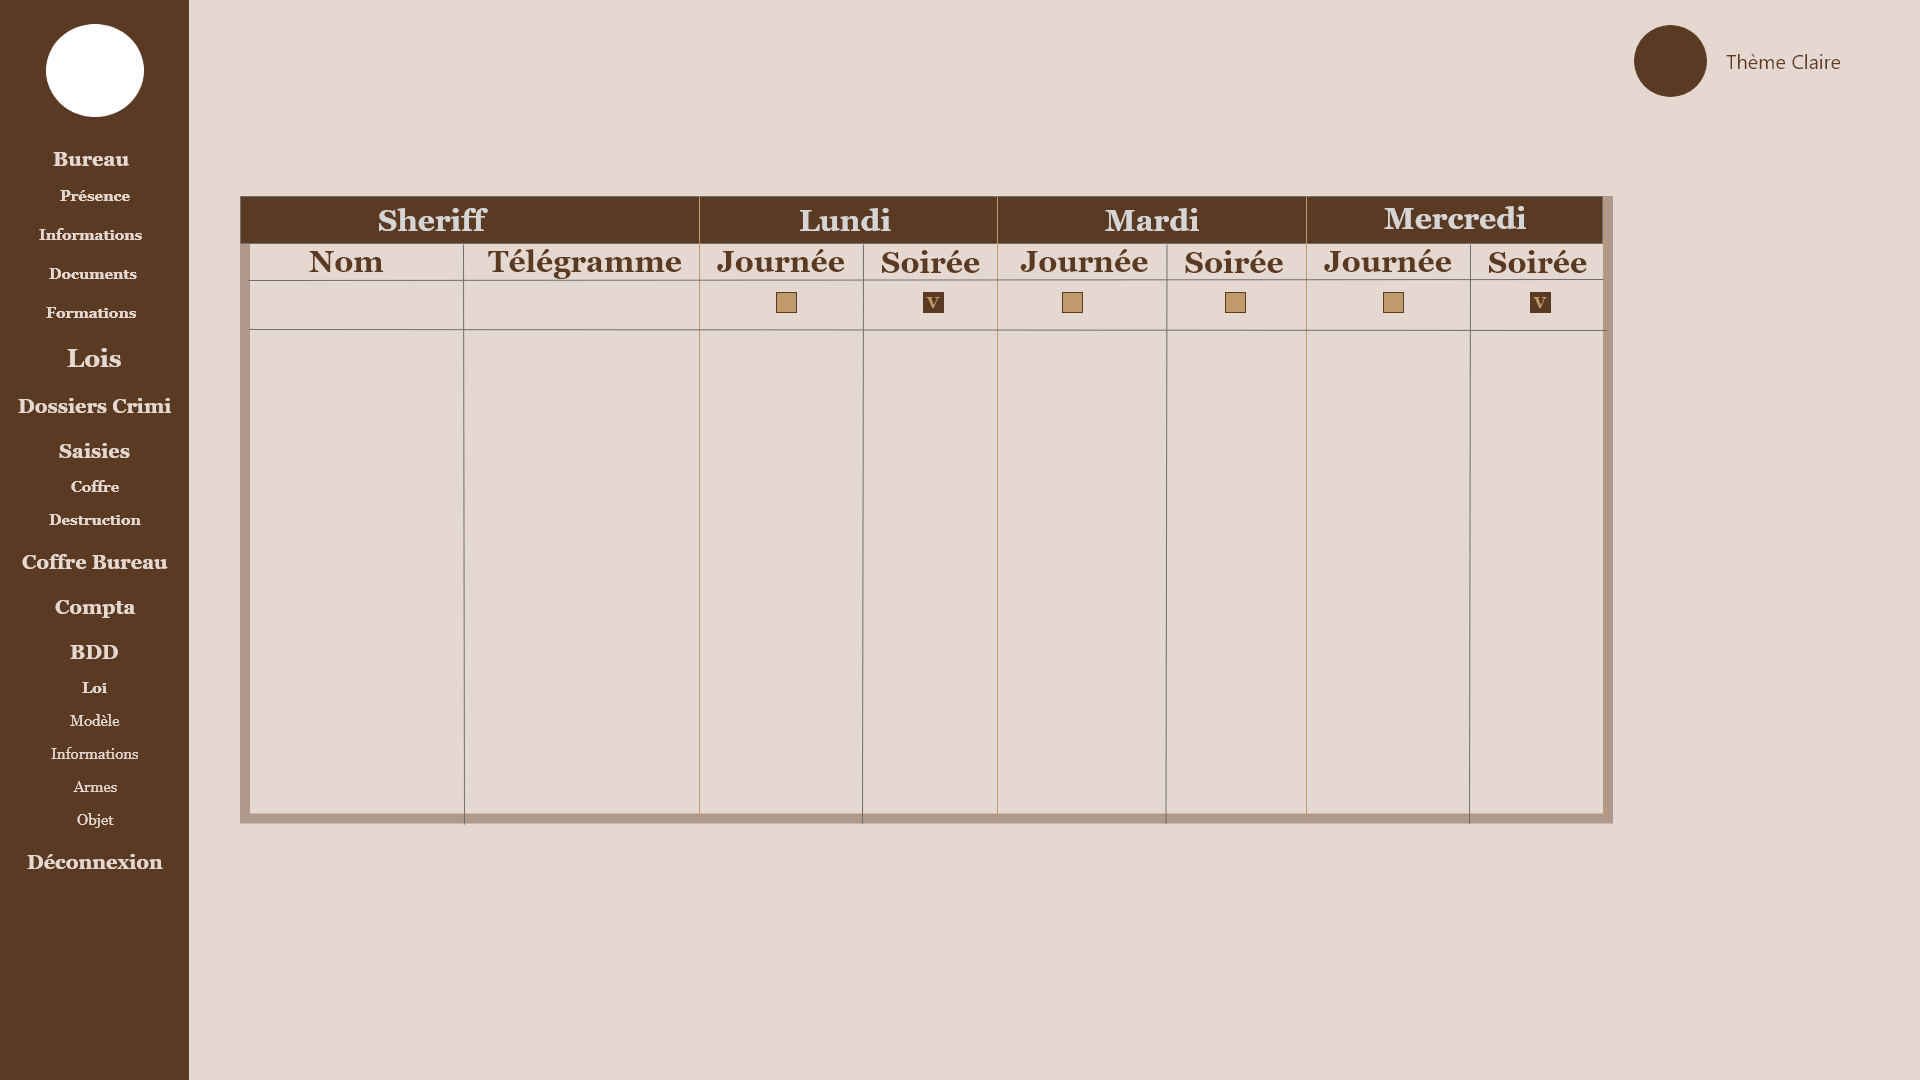 Thème Claire
Bureau
Présence
Informations
Documents
Formations
Lois
Dossiers Crimi
Saisies
Coffre
Destruction
Coffre Bureau
Compta
BDD
Loi
Modèle
Informations
Armes
Objet
Déconnexion
Sheriff Lundi Mardi Mercredi
Nom Télégramme Journée Soirée Journée Soirée Journée Soirée
V V